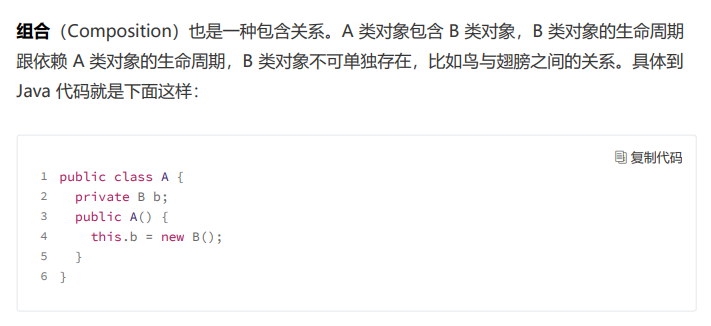 组合（Composition）也是一种包含关系。A 类对象包含 B 类对象，B 类对象的生命周期
跟依赖 A 类对象的生命周期，B 类对象不可单独存在，比如鸟与翅膀之间的关系。具体到
Java 代码就是下面这样：
复制代码
1 public class A {
2   private B b;
3   public A() {
4     this.b = new B();
5   }
6 }